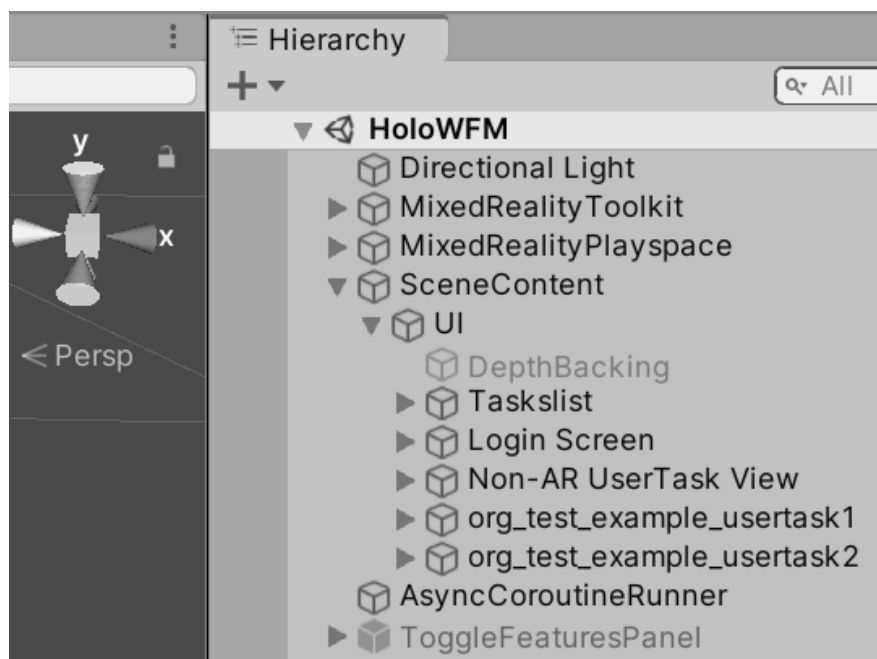 Hierarchy
All
HoloWFM
y
Directional Light
MixedRealityToolkit
x
MixedRealityPlayspace
SceneContent
UI
< Persp
DepthBacking
Taskslist
Login Screen
Non-AR UserTask View
org_test_example_usertask1
org_test_example_usertask2
AsyncCoroutineRunner
ToggleFeaturesPanel